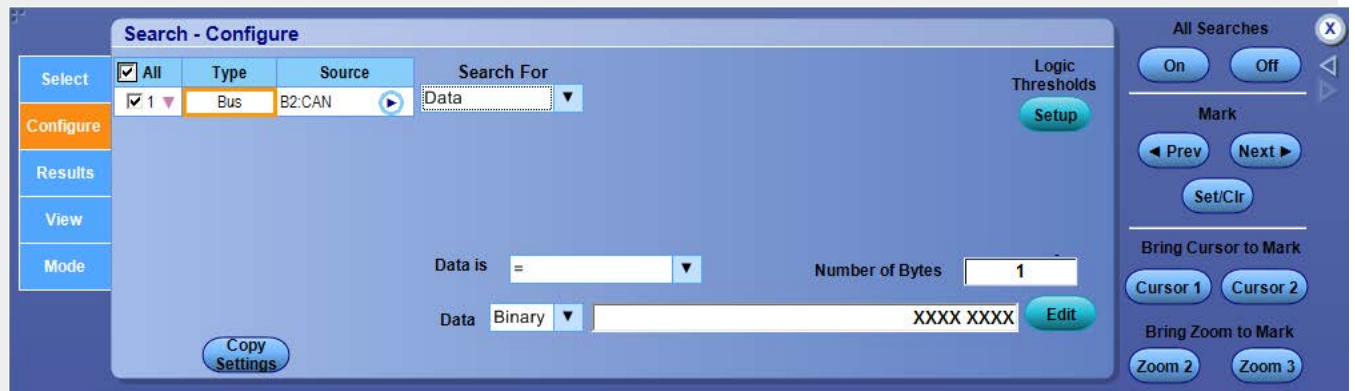 Search - Configure
Select
Configure
Results
View
Mode
All Type Source
1 Bus B2:CAN
Search For
Data
Logic
Thresholds
Setup
Data is = Number of Bytes 1
Data Binary XXXX XXXX Edit
Copy
Settings
All Searches
X
On Off
Mark
Prev Next
Set/Clr
Bring Cursor to Mark
Cursor 1 Cursor 2
Bring Zoom to Mark
Zoom 2 Zoom 3